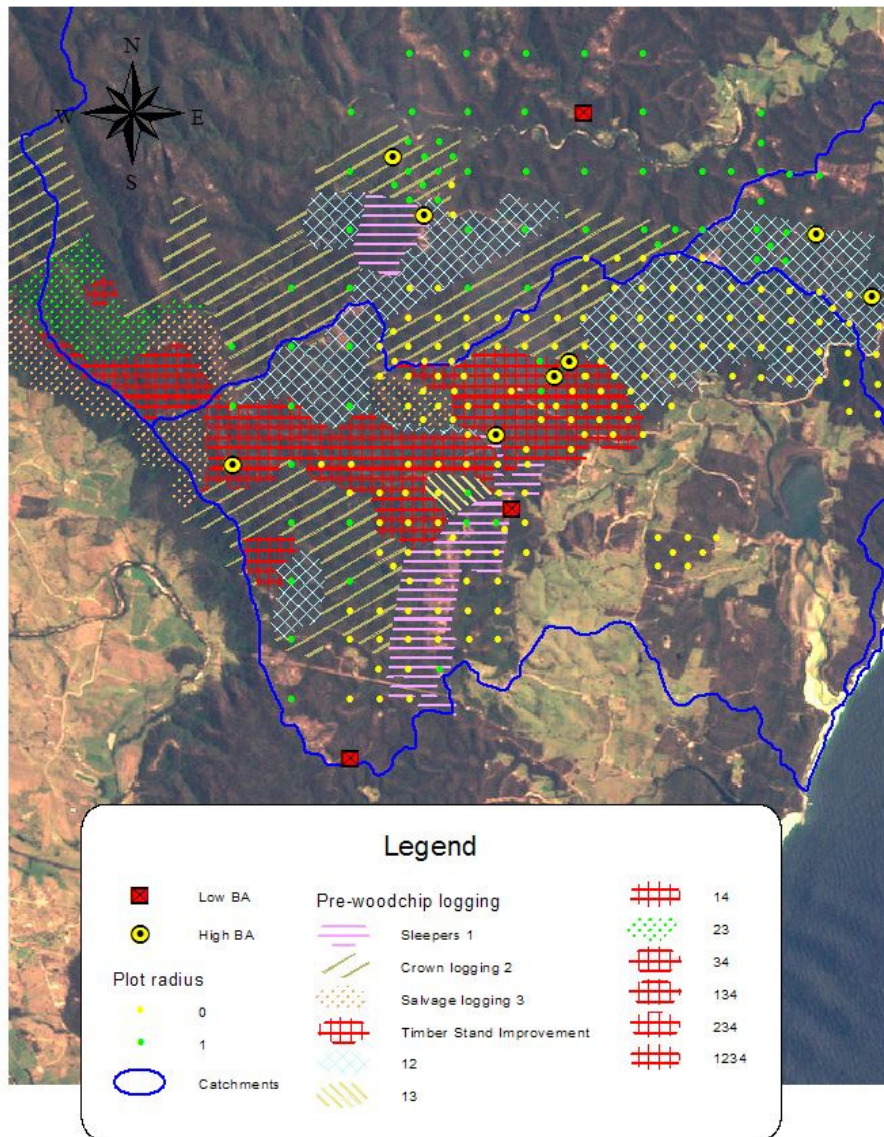 N
W E
S
Legend
Low BA
High BA
Plot radius
0
1
Catchments
Pre-woodchip logging
Sleepers 1
Crown logging 2
Salvage logging 3
Timber Stand Improvement
12
13
14
23
34
134
234
1234